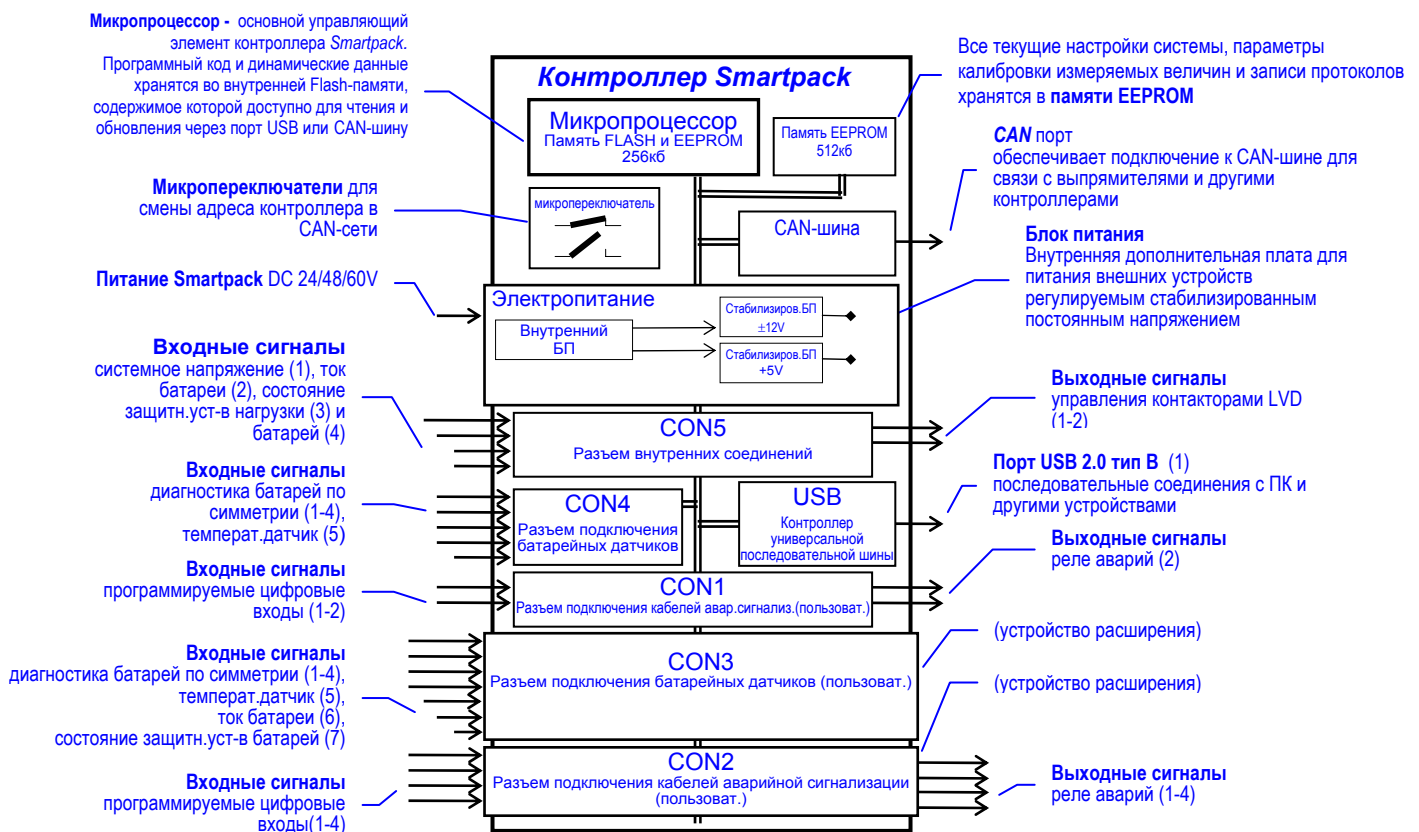 Микропроцессор - основной управляющий
элемент контроллера Smartpack.
Программный код и динамические данные
хранятся во внутренней Flash-памяти,
содержимое которой доступно для чтения и
обновления через порт USB или CAN-шину
Микропереключатели для
смены адреса контроллера в
CAN-сети
Питание Smartpack DC 24/48/60V
Входные сигналы
системное напряжение (1), ток
батареи (2), состояние
защитн.уст-в нагрузки (3) и
батарей (4)
Входные сигналы
диагностика батарей по
симметрии (1-4),
температ.датчик (5)
Входные сигналы
программируемые цифровые
входы (1-2)
Входные сигналы
диагностика батарей по симметрии (1-4),
температ.датчик (5),
ток батареи (6),
состояние защитн.уст-в батарей (7)
Входные сигналы
программируемые цифровые
входы(1-4)
Контроллер Smartpack
Микропроцессор
Память FLASH и EEPROM
256кб
Память EEPROM
512кб
микропереключатель
CAN-шина
Электропитание
Внутренний
БП
Стабилизиров.БП
±12V
Стабилизиров.БП
+5V
CON5
Разъем внутренних соединений
CON4
Разъем подключения
батарейных датчиков
USB
Контроллер
универсальной
последовательной шины
CON1
Разъем подключения кабелей авар.сигнализ.(пользоват.)
CON3
Разъем подключения батарейных датчиков (пользоват.)
CON2
Разъем подключения кабелей аварийной сигнализации
(пользоват.)
Все текущие настройки системы, параметры
калибровки измеряемых величин и записи протоколов
хранятся в памяти EEPROM
CAN порт
обеспечивает подключение к CAN-шине для
связи с выпрямителями и другими
контроллерами
Блок питания
Внутренняя дополнительная плата для
питания внешних устройств
регулируемым стабилизированным
постоянным напряжением
Выходные сигналы
управления контакторами LVD
(1-2)
Порт USB 2.0 тип B (1)
последовательные соединения с ПК и
другими устройствами
Выходные сигналы
реле аварий (2)
(устройство расширения)
(устройство расширения)
Выходные сигналы
реле аварий (1-4)